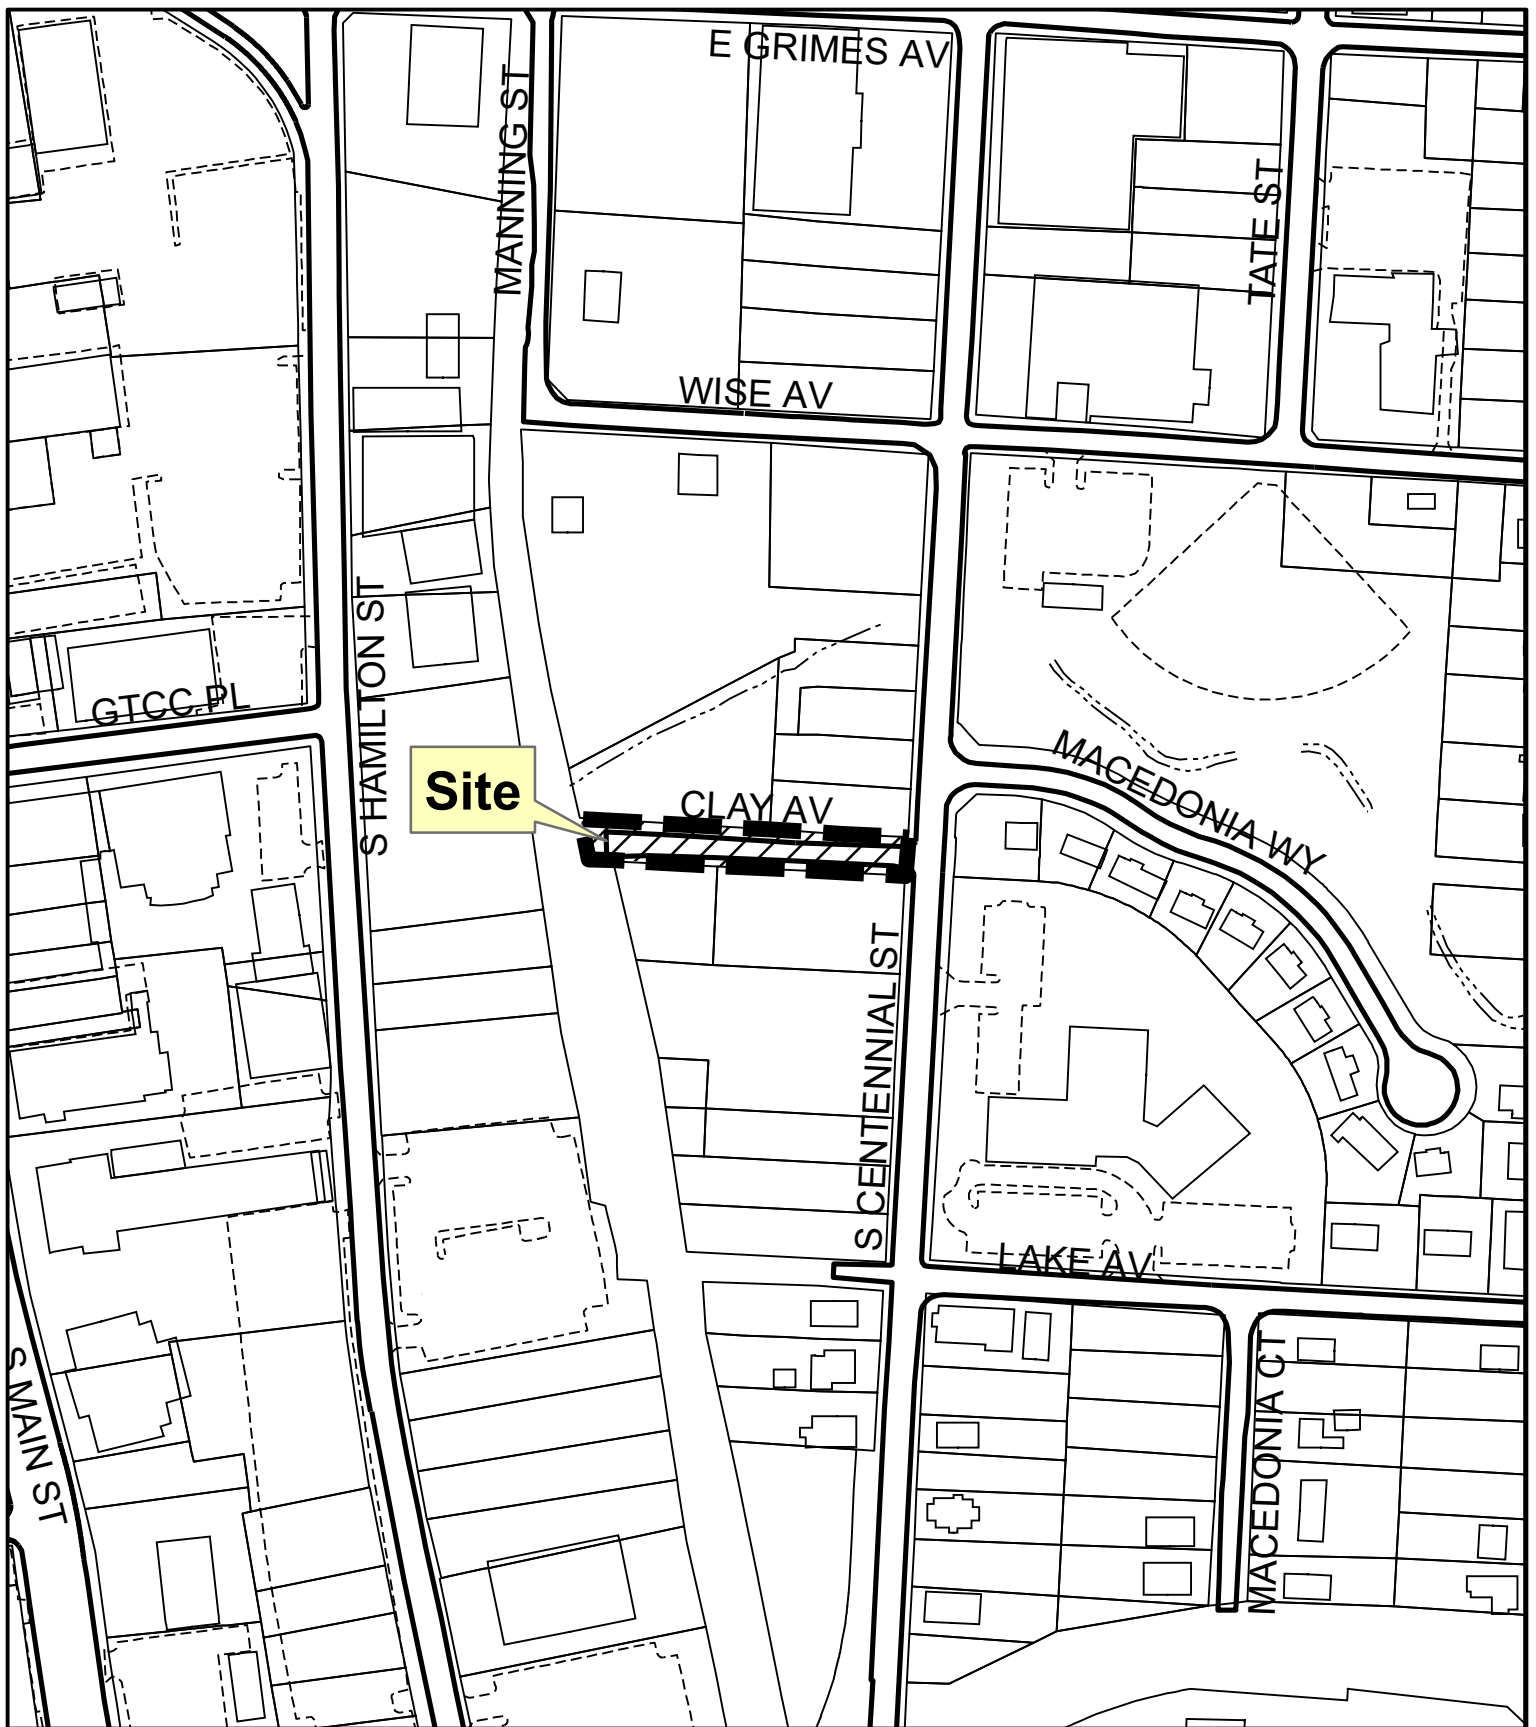 E GRIMES AV
MANNING ST
TATE ST
WISE AV
S HAMILTON ST
GTCC PL
MACEDONIA WY
Site
CLAY AV
S CENTENNIAL ST
LAKE AV
S MAIN ST
MACEDONIA CT